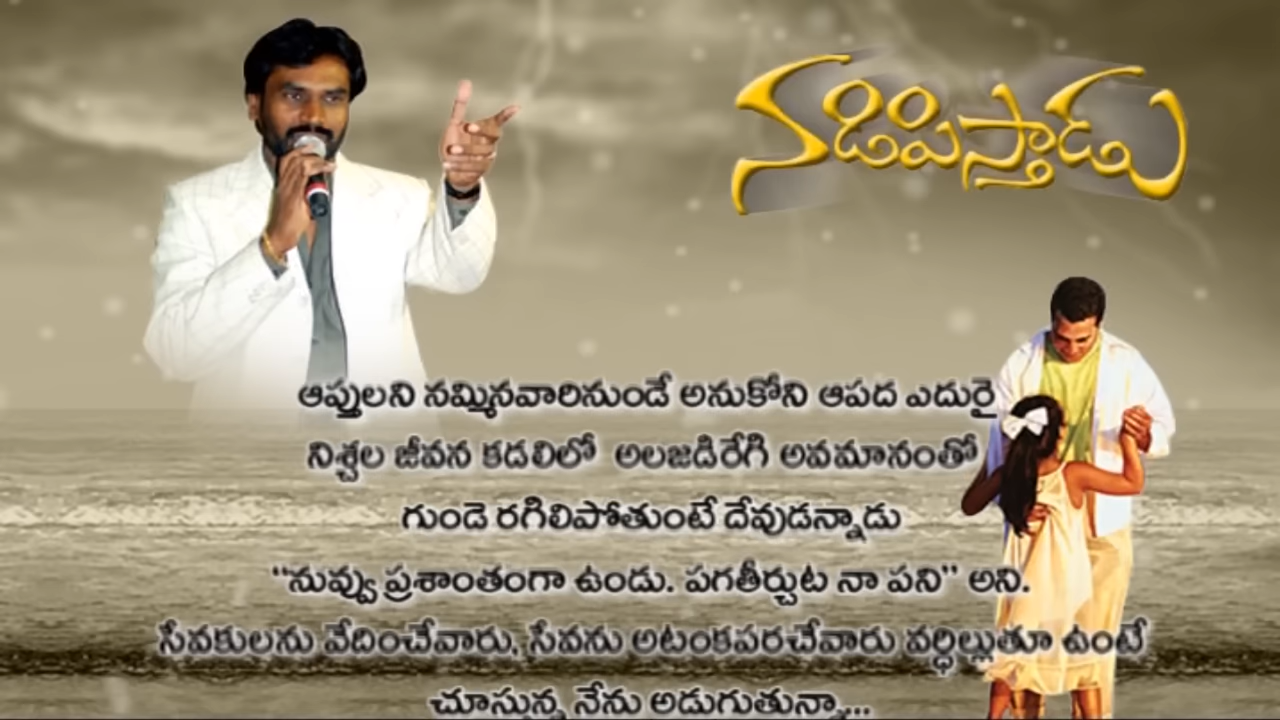 నడిపిస్తాడు
ఆప్తులని నమ్మినవారినుండే అనుకోని ఆపద ఎదురై
నిశ్చల జీవన కడలిలో అలజడిరేగి అవమానంతో
గుండె రగిలిపోతుంటే దేవుడన్నాడు
“నువ్వు ప్రశాంతంగా ఉండు. పగతీర్చుట నా పని” అని.
సేవకులను వేదించేవారు, సేవను అటంకపరచేవారు వర్ధిల్లుతూ ఉంటే
చూస్తున్న నేను అడుగుతున్నా...